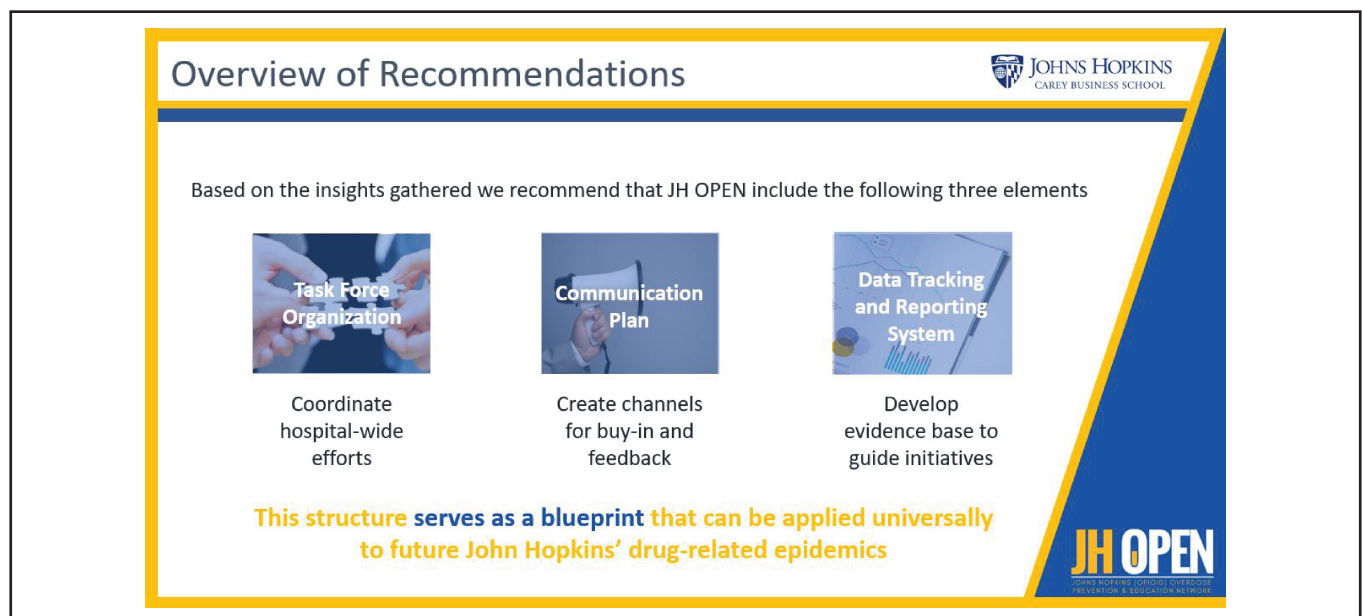 Overview of Recommendations
JOHNS HOPKINS
CAREY BUSINESS SCHOOL
Based on the insights gathered we recommend that JH OPEN include the following three elements
Task Force
Organization
Coordinate
hospital-wide
efforts
Communication
Plan
Create channels
for buy-in and
feedback
Data Tracking
and Reporting
System
Develop
evidence base to
guide initiatives
This structure serves as a blueprint that can be applied universally
to future John Hopkins’ drug-related epidemics
JH OPEN
JOHNS HOPKINS (OPIOID) OVERDOSE
PREVENTION & EDUCATION NETWORK